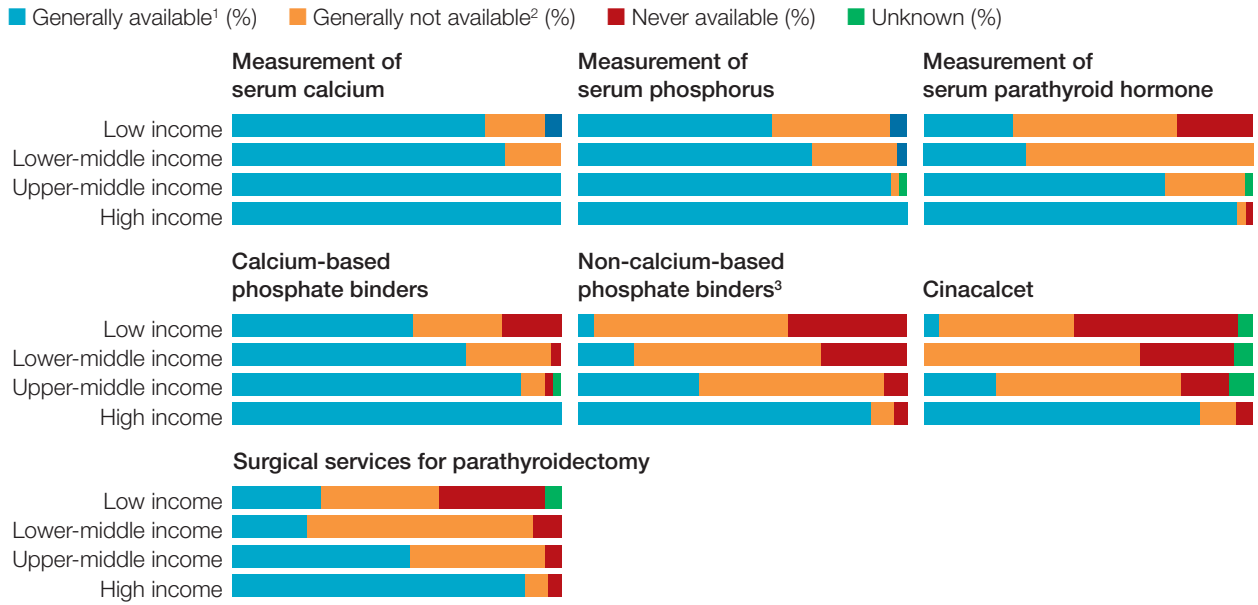 Generally available¹ (%) Generally not available² (%) Never available (%) Unknown (%)
Measurement of serum calcium
Measurement of serum phosphorus
Measurement of serum parathyroid hormone
Low income
Lower-middle income
Upper-middle income
High income
Calcium-based phosphate binders
Non-calcium-based phosphate binders³
Cinacalcet
Low income
Lower-middle income
Upper-middle income
High income
Surgical services for parathyroidectomy
Low income
Lower-middle income
Upper-middle income
High income